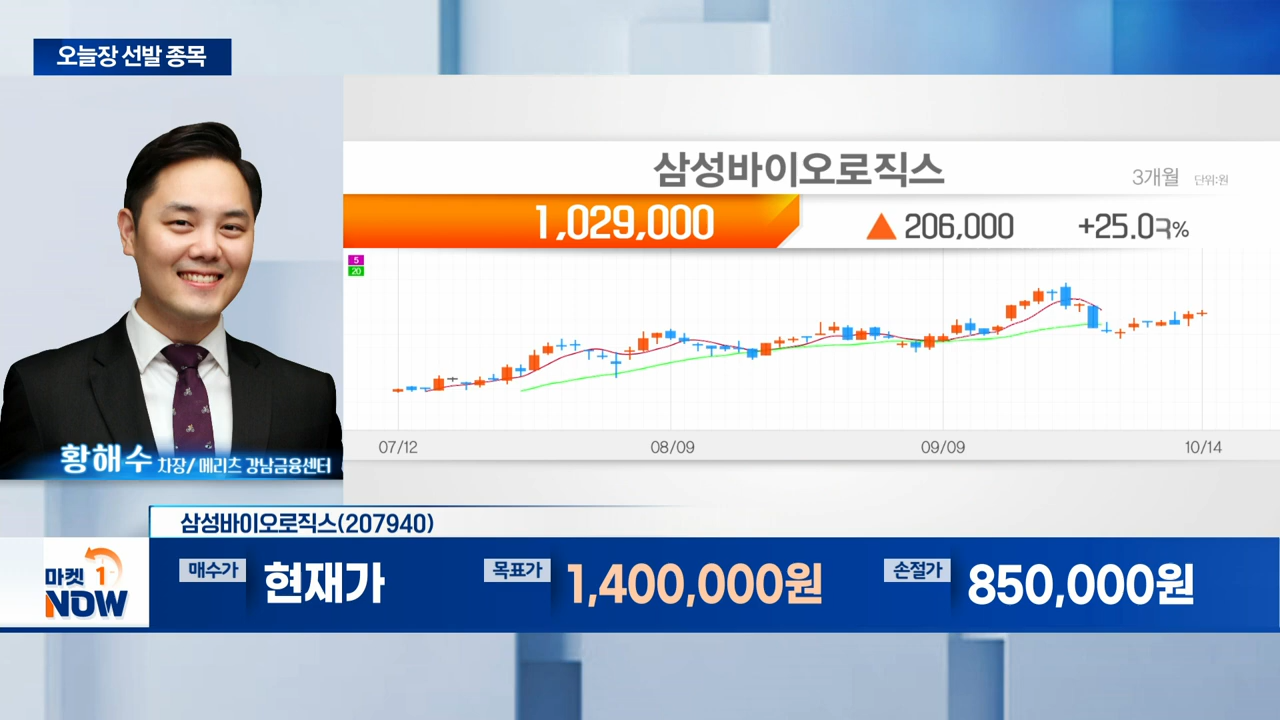 오늘장 선발 종목
삼성바이오로직스
3개월 단위:원
1,029,000
▲ 206,000
5
20
07/12
08/09
09/09
10/14
황해수 차장/ 메리츠 강남금융센터
삼성바이오로직스(207940)
마켓 1
NOW
매수가 현재가
목표가 1,400,000원
손절가 850,000원